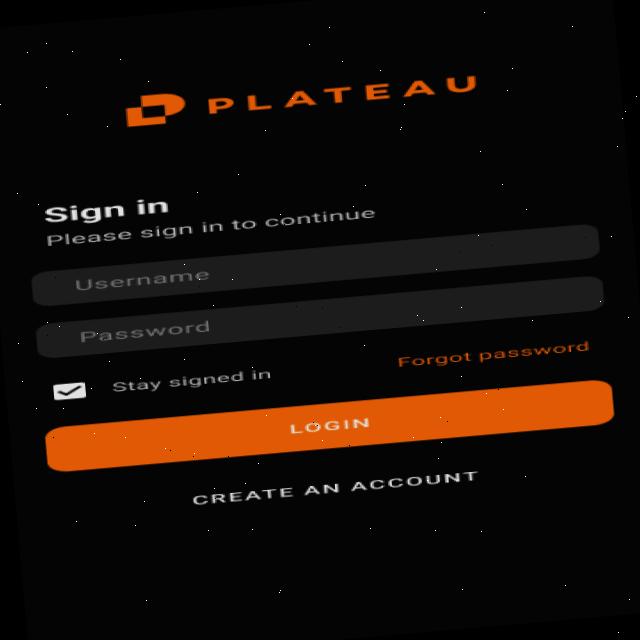 PLATEAU
Sign in
Please sign in to continue
Username
Password
Stay signed in
Forgot password
LOGIN
CREATE AN ACCOUNT